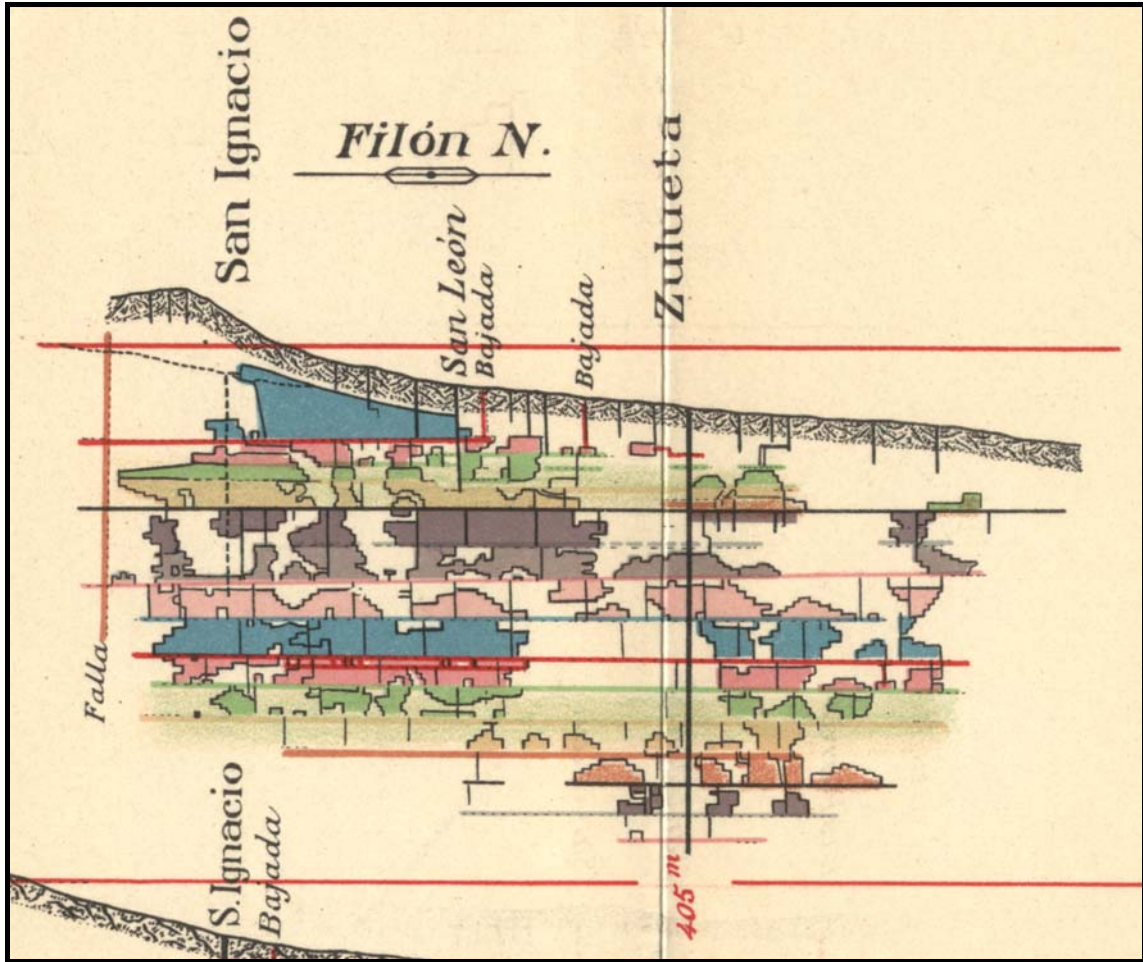 San Ignacio
Filón N.
San León
Bajada
Bajada
Zulueta
Falla
S. Ignacio
Bajada
405 m